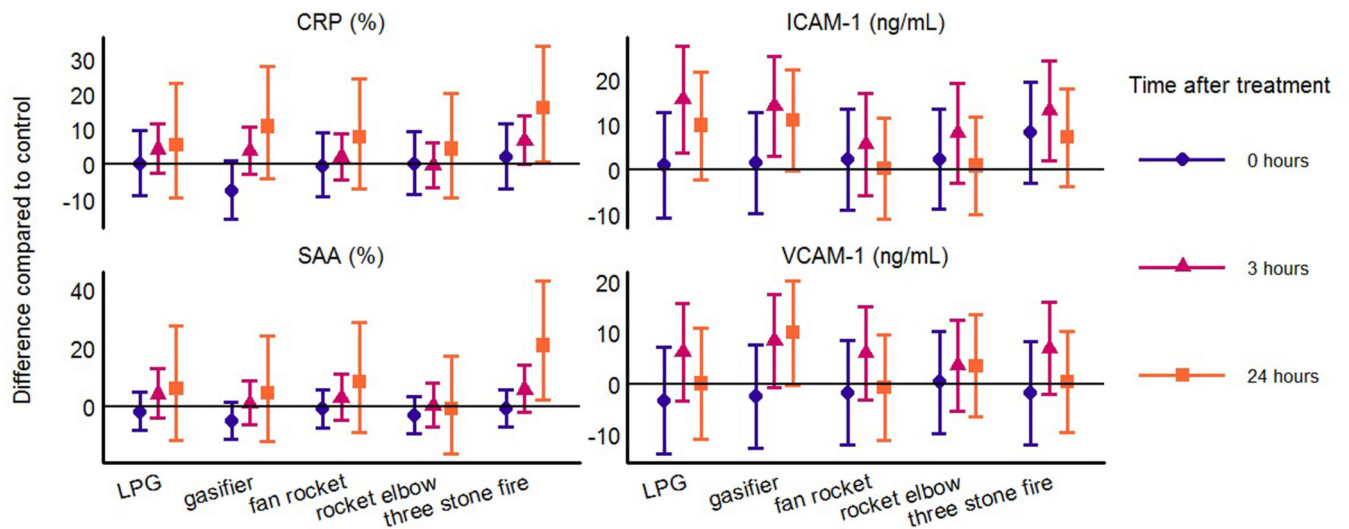 CRP (%)
ICAM-1 (ng/mL)
Difference compared to control
30
20
10
0
-10
20
10
0
-10
Time after treatment
0 hours
3 hours
24 hours
SAA (%)
VCAM-1 (ng/mL)
40
20
0
20
10
0
-10
LPG
gasifier
fan rocket
rocket elbow
three stone fire
LPG
gasifier
fan rocket
rocket elbow
three stone fire